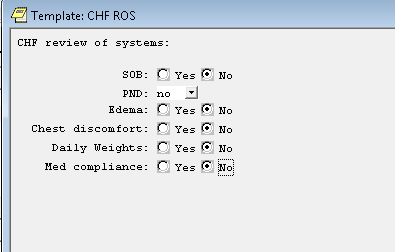 Template: CHF ROS
CHF review of systems:
SOB: Yes No
PND: no
Edema: Yes No
Chest discomfort: Yes No
Daily Weights: Yes No
Med compliance: Yes No